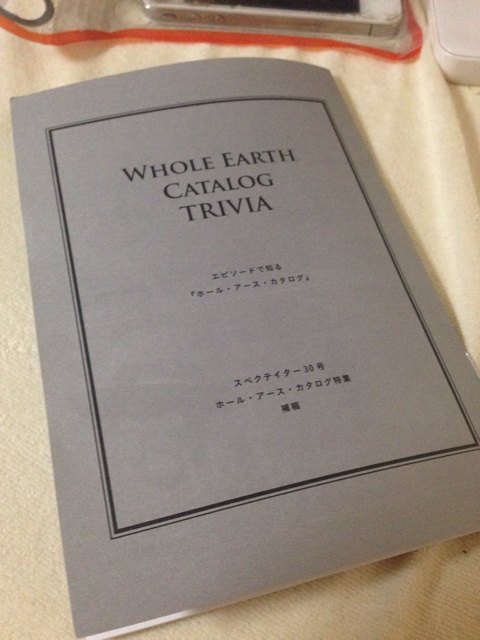 WHOLE EARTH
CATALOG
TRIVIA
エピソードで知る
『ホール・アース・カタログ』
スペクテイター30号
ホール・アース・カタログ特集
補稿